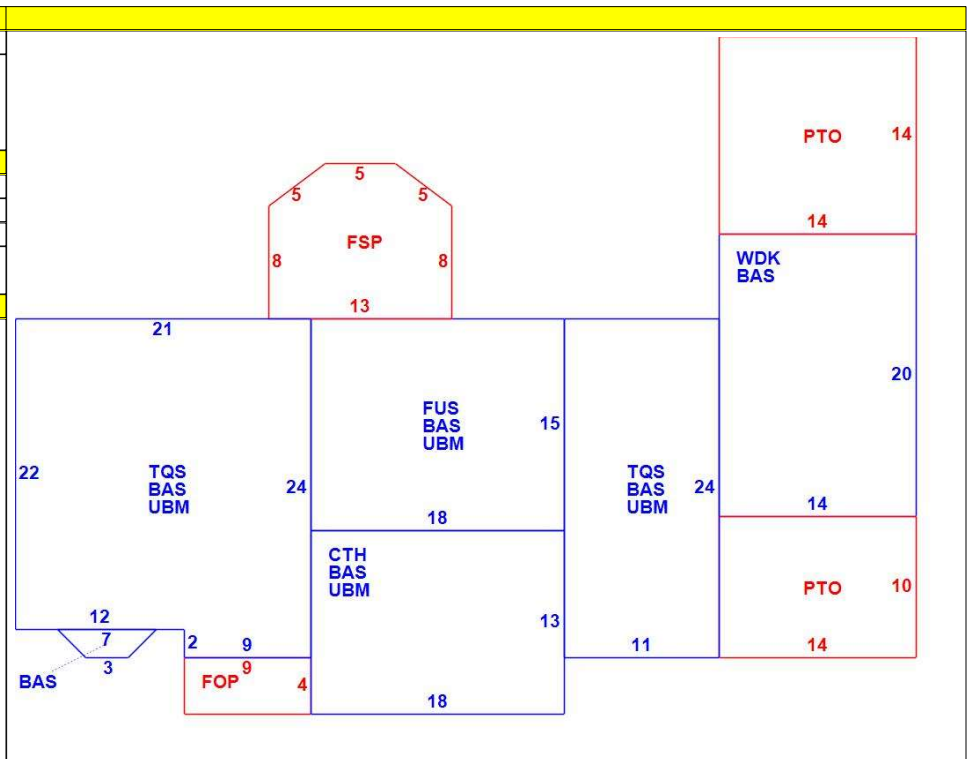 PTO
14
14
5
5
5
FSP
8
8
13
WDK
BAS
20
14
21
22
TQS
BAS
UBM
24
FUS
BAS
UBM
15
18
TQS
BAS
UBM
24
11
CTH
BAS
UBM
13
18
PTO
10
14
12
7
3
BAS
2
9
9
FOP
4